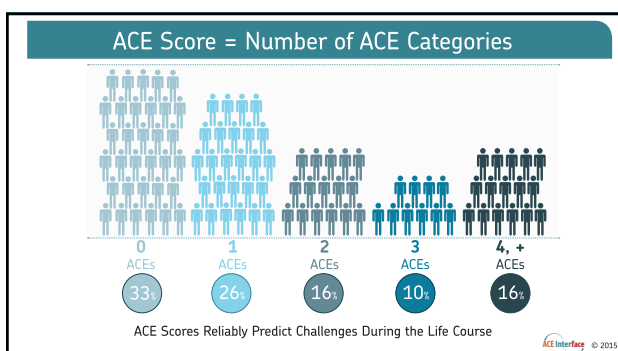 ACE Score = Number of ACE Categories
0 1 2 3 4, +
ACEs ACEs ACEs ACEs ACEs
33% 26% 16% 10% 16%
ACE Scores Reliably Predict Challenges During the Life Course
ACE Interface © 2015